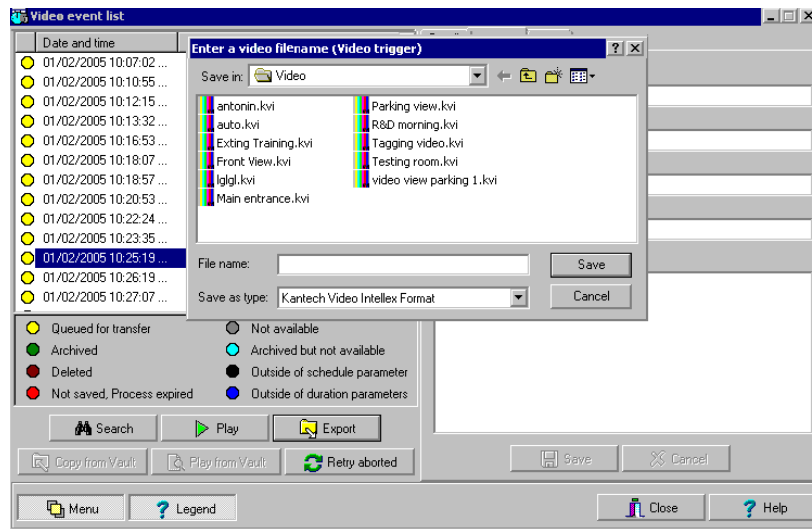 Video event list
Date and time
Enter a video filename (Video trigger)
Save in: Video
01/02/2005 10:07:02 ...
01/02/2005 10:10:55 ...
01/02/2005 10:12:15 ...
01/02/2005 10:13:32 ...
01/02/2005 10:16:53 ...
01/02/2005 10:18:07 ...
01/02/2005 10:18:57 ...
01/02/2005 10:20:53 ...
01/02/2005 10:22:24 ...
01/02/2005 10:23:35 ...
01/02/2005 10:25:19 ...
01/02/2005 10:26:19 ...
01/02/2005 10:27:07 ...
antonin.kvi
auto.kvi
Exting Training.kvi
Front View.kvi
lglgl.kvi
Main entrance.kvi
Parking view.kvi
R&D morning.kvi
Tagging video.kvi
Testing room.kvi
video view parking 1.kvi
File name: Save
Save as type: Kantech Video Intellex Format Cancel
Queued for transfer Not available
Archived Archived but not available
Deleted Outside of schedule parameter
Not saved, Process expired Outside of duration parameters
Search Play Export
Copy from Vault Play from Vault Retry aborted Save Cancel
Menu Legend Close Help